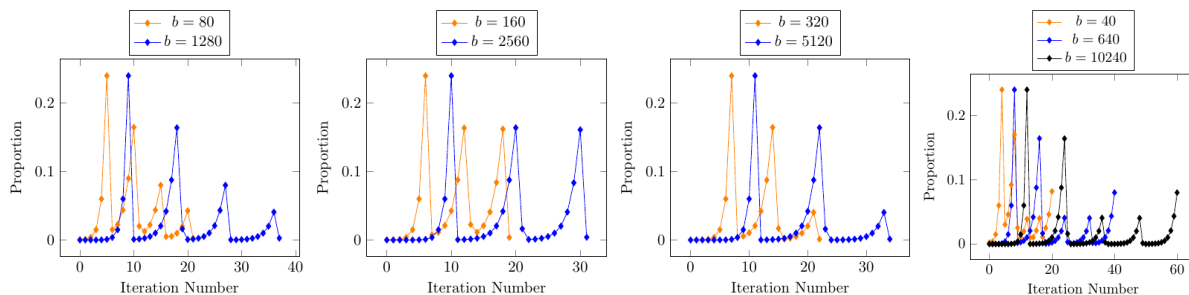 b = 80
b = 1280
0.2
0.1
0
Proportion
0 10 20 30 40
Iteration Number
b = 160
b = 2560
0.2
0.1
0
Proportion
0 10 20 30
Iteration Number
b = 320
b = 5120
0.2
0.1
0
Proportion
0 10 20 30
Iteration Number
b = 40
b = 640
b = 10240
0.2
0.1
0
Proportion
0 20 40 60
Iteration Number